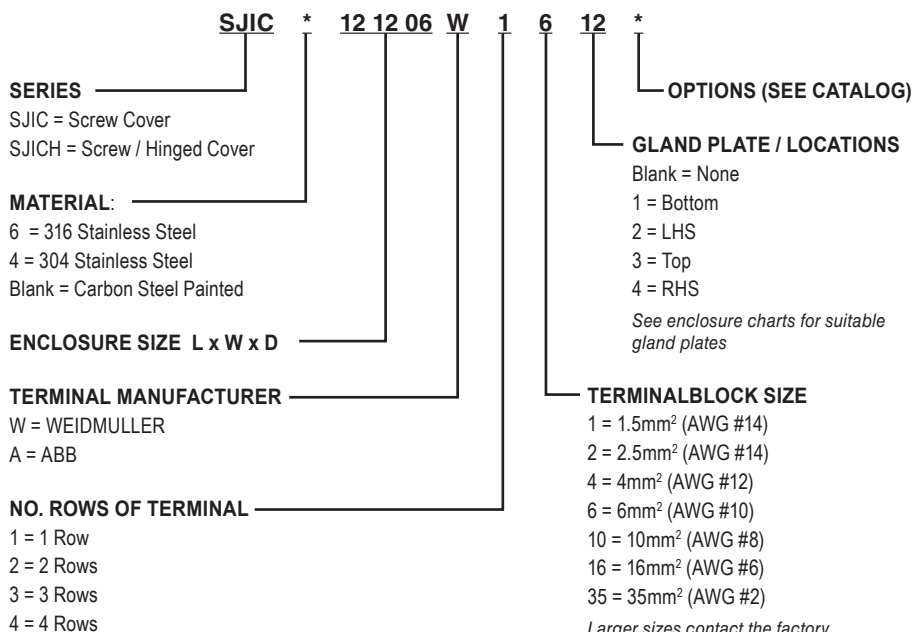 SJIC * 12 12 06 W 1 6 12 *
SERIES
SJIC = Screw Cover
SJICH = Screw / Hinged Cover
MATERIAL:
6 = 316 Stainless Steel
4 = 304 Stainless Steel
Blank = Carbon Steel Painted
ENCLOSURE SIZE L x W x D
TERMINAL MANUFACTURER
W = WEIDMULLER
A = ABB
NO. ROWS OF TERMINAL
1 = 1 Row
2 = 2 Rows
3 = 3 Rows
4 = 4 Rows
OPTIONS (SEE CATALOG)
GLAND PLATE / LOCATIONS
Blank = None
1 = Bottom
2 = LHS
3 = Top
4 = RHS
See enclosure charts for suitable
gland plates
TERMINALBLOCK SIZE
1 = 1.5mm² (AWG #14)
2 = 2.5mm² (AWG #14)
4 = 4mm² (AWG #12)
6 = 6mm² (AWG #10)
10 = 10mm² (AWG #8)
16 = 16mm² (AWG #6)
35 = 35mm² (AWG #2)
Larger sizes contact the factory